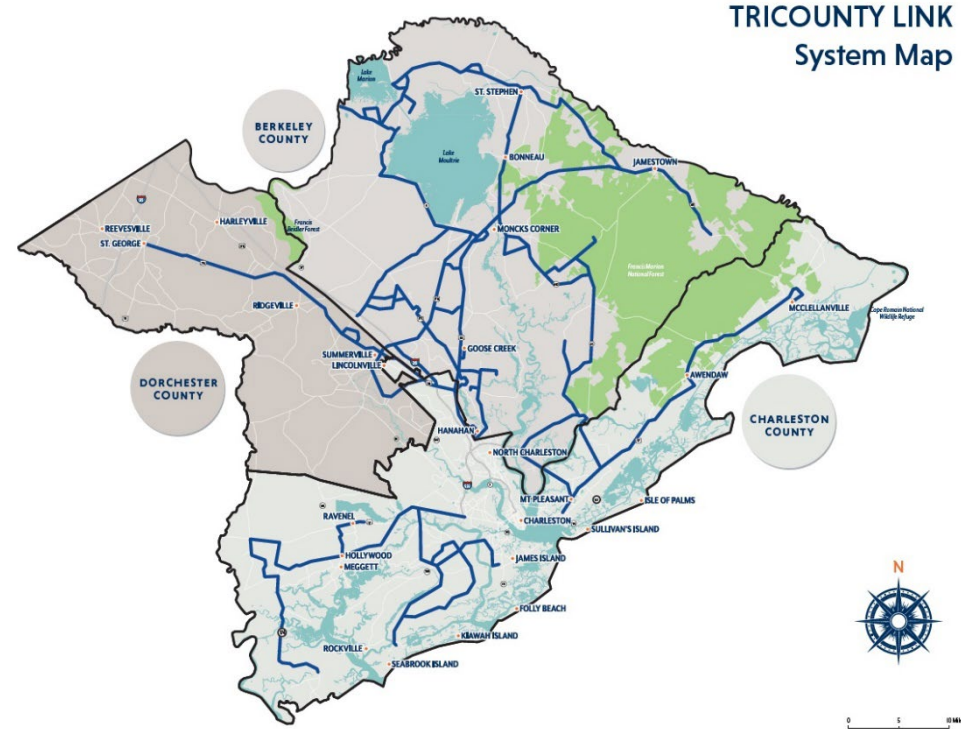 TRICOUNTY LINK
System Map
Lake
Marion
ST. STEPHEN
BERKELEY
COUNTY
Lake
Moultrie
BONNEAU
JAMESTOWN
HARLEYVILLE
REEVESVILLE
ST. GEORGE
Francis
Beidler Forest
MONCKS CORNER
Francis Marion
National Forest
RIDGEVILLE
MCCLELLANVILLE
Cape Romain National
Wildlife Refuge
SUMMERVILLE
LINCOLNVILLE
GOOSE CREEK
AWENDAW
DORCHESTER
COUNTY
CHARLESTON
COUNTY
HANAHAN
NORTH CHARLESTON
MT PLEASANT
ISLE OF PALMS
RAVENEL
CHARLESTON
SULLIVAN'S ISLAND
HOLLYWOOD
MEGGETT
JAMES ISLAND
N
FOLLY BEACH
KIAWAH ISLAND
ROCKVILLE
SEABROOK ISLAND
0 5 10 Miles